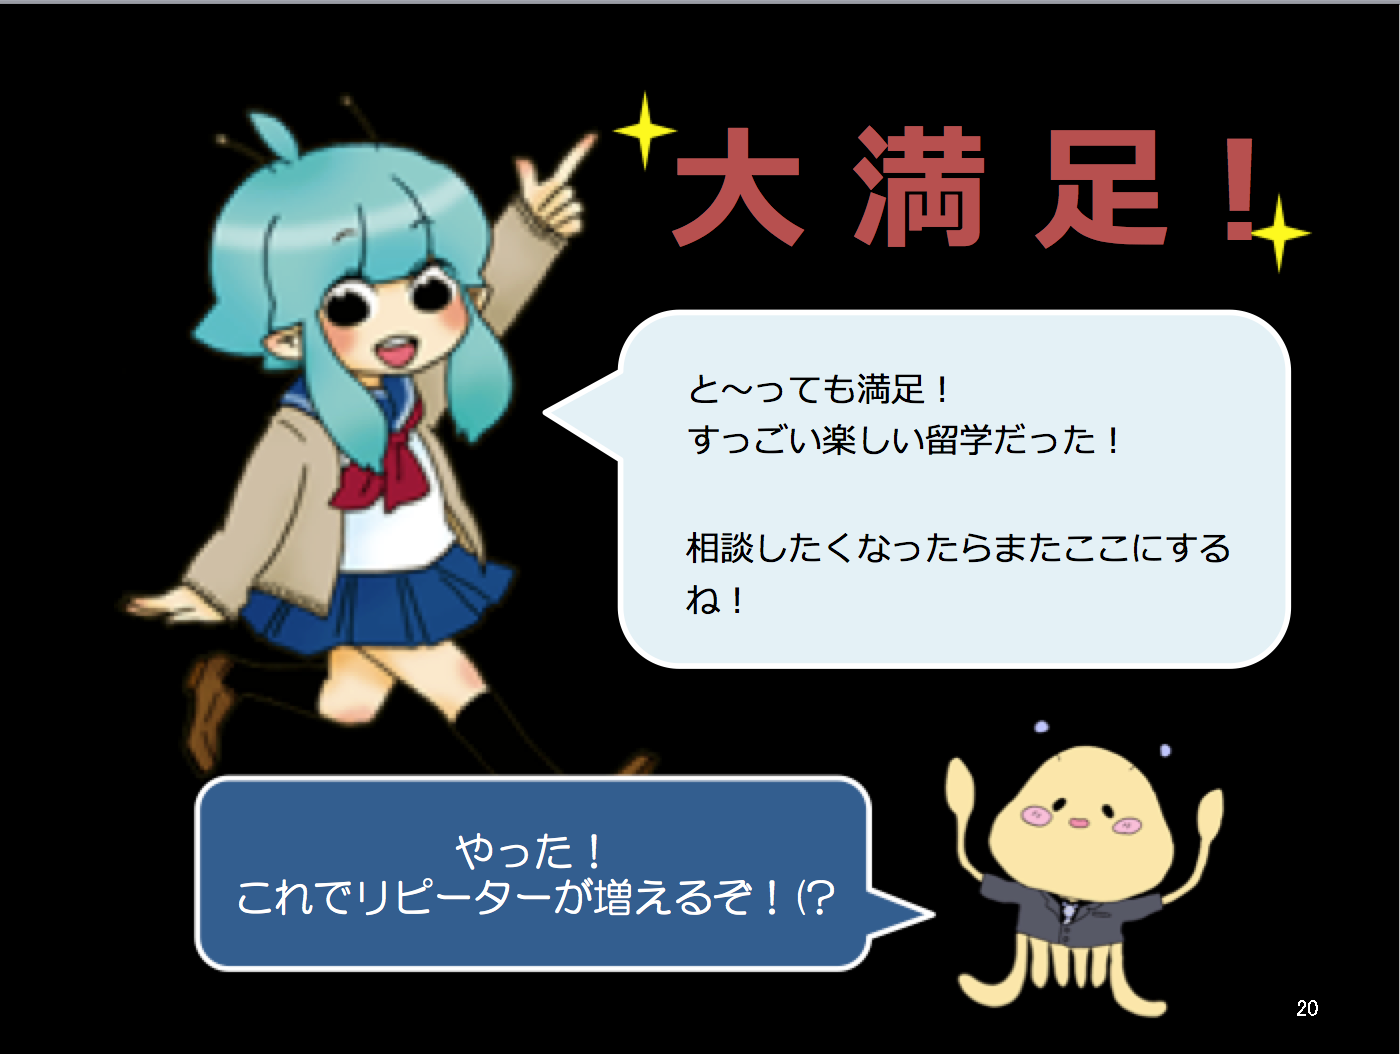 大満足！
と～っても満足！
すっごい楽しい留学だった！
相談したくなったらまたここにする
ね！
やった！
これでリピーターが増えるぞ！(？
20